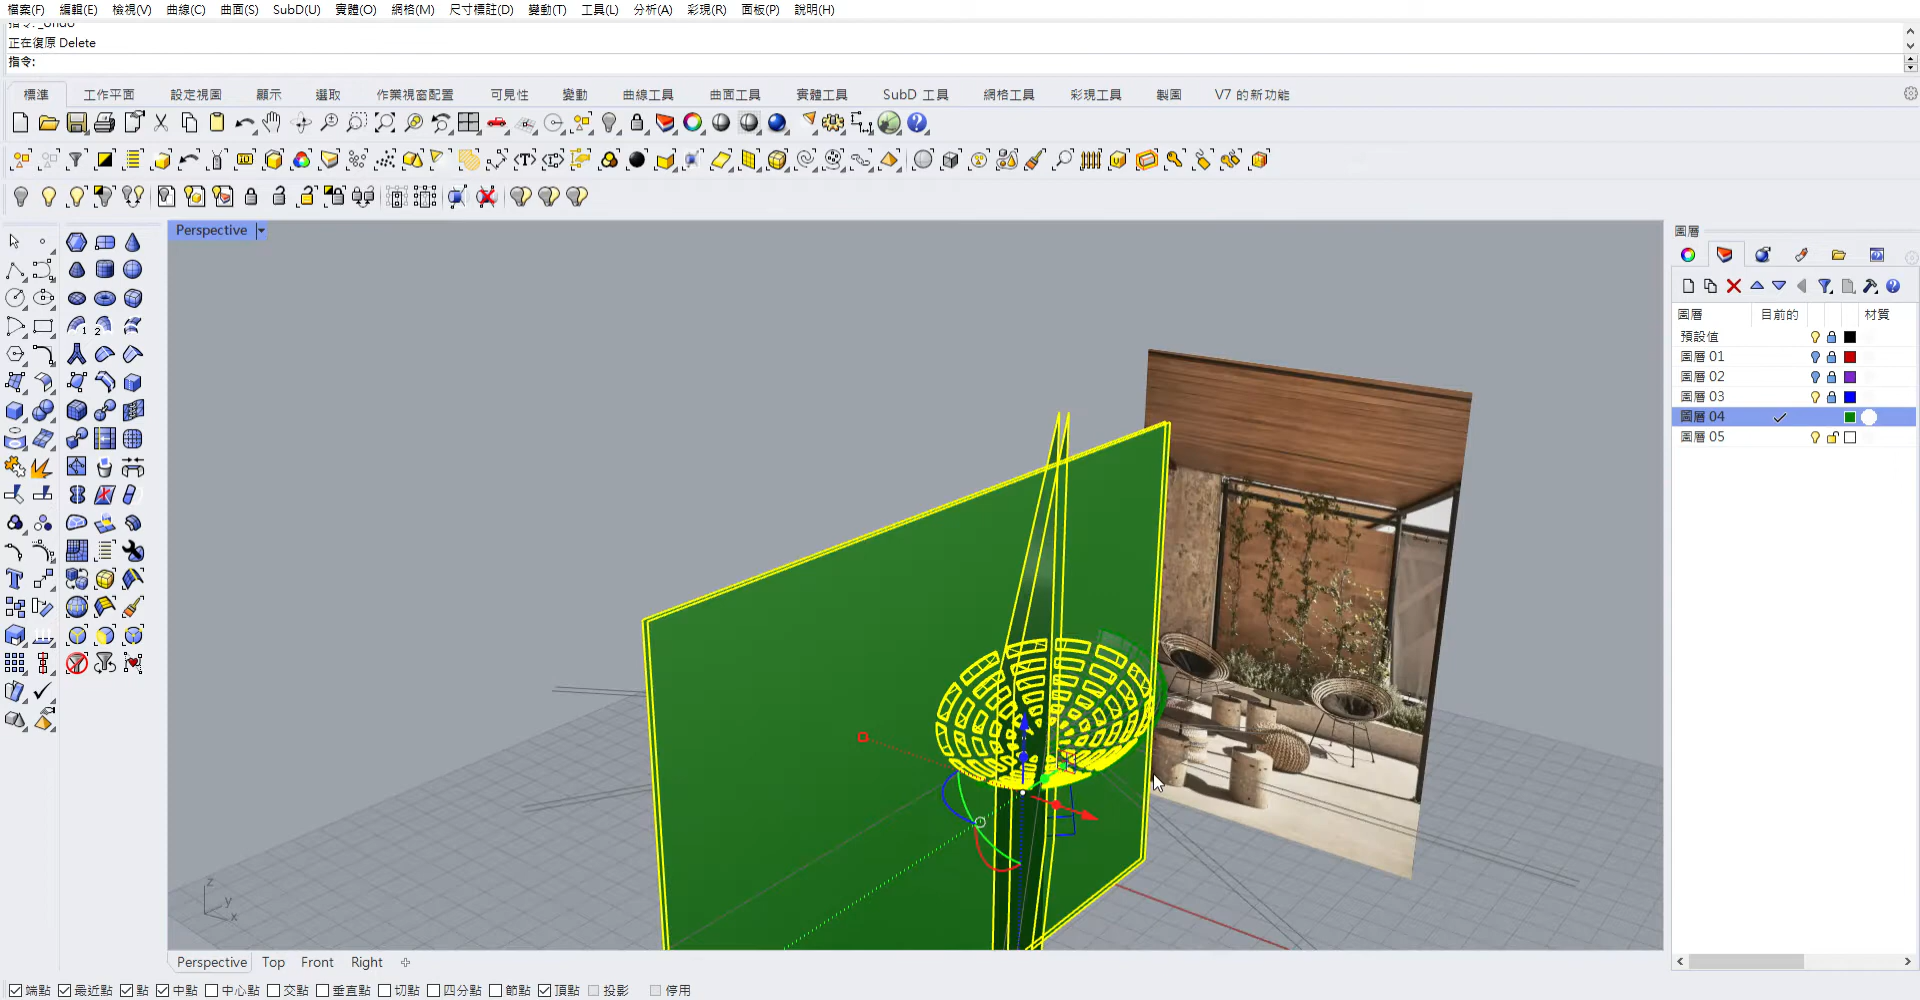 檔案(F) 編輯(E) 檢視(V) 曲線(C) 曲面(S) SubD(U) 實體(O) 網格(M) 尺寸標註(D) 變動(T) 工具(L) 分析(A) 彩現(R) 面板(P) 說明(H)
指令: _Undo
正在復原 Delete
指令:
標準 工作平面 設定視圖 顯示 選取 作業視窗配置 可見性 變動 曲線工具 曲面工具 實體工具 SubD 工具 網格工具 彩現工具 製圖 V7 的新功能
Perspective
圖層
圖層 目前的 材質
預設值
圖層 01
圖層 02
圖層 03
圖層 04
圖層 05
z
y
x
Perspective Top Front Right
端點 最近點 點 中點 中心點 交點 垂直點 切點 四分點 節點 頂點 投影 停用